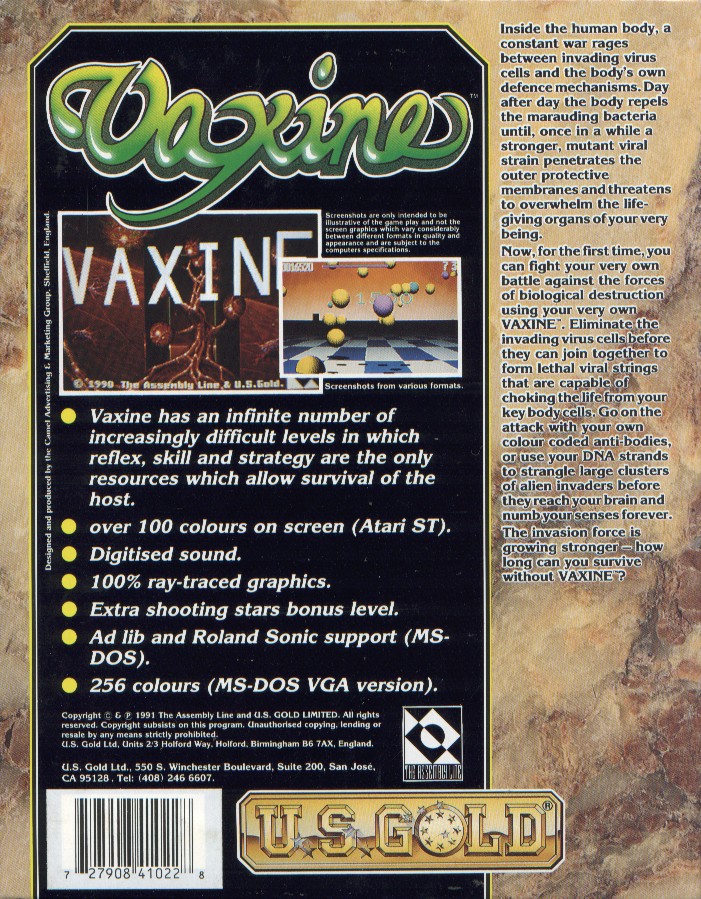 Vaxine™
Screenshots are only intended to be
illustrative of the game play and not the
screen graphics which vary considerably
between different formats in quality and
appearance and are subject to the
computers specifications.
VAXINE
© 1990 The Assembly Line & U.S.Gold.
Screenshots from various formats.
Designed and produced by the Camel Advertising & Marketing Group, Sheffield, England.
Vaxine has an infinite number of
increasingly difficult levels in which
reflex, skill and strategy are the only
resources which allow survival of the
host.
over 100 colours on screen (Atari ST).
Digitised sound.
100% ray-traced graphics.
Extra shooting stars bonus level.
Ad lib and Roland Sonic support (MS-
DOS).
256 colours (MS-DOS VGA version).
Copyright © & ℗ 1991 The Assembly Line and U.S. GOLD LIMITED. All rights
reserved. Copyright subsists on this program. Unauthorised copying, lending or
resale by any means strictly prohibited.
U.S. Gold Ltd, Units 2/3 Holford Way, Holford, Birmingham B6 7AX, England.
U.S. Gold Ltd., 550 S. Winchester Boulevard, Suite 200, San José,
CA 95128 . Tel: (408) 246 6607.
THE ASSEMBLY LINE
7 27908 41022 8
U.S. GOLD®
Inside the human body, a
constant war rages
between invading virus
cells and the body's own
defence mechanisms. Day
after day the body repels
the marauding bacteria
until, once in a while a
stronger, mutant viral
strain penetrates the
outer protective
membranes and threatens
to overwhelm the life-
giving organs of your very
being.
Now, for the first time, you
can fight your very own
battle against the forces
of biological destruction
using your very own
VAXINE™. Eliminate the
invading virus cells before
they can join together to
form lethal viral strings
that are capable of
choking the life from your
key body cells. Go on the
attack with your own
colour coded anti-bodies,
or use your DNA strands
to strangle large clusters
of alien invaders before
they reach your brain and
numb your senses forever.
The invasion force is
growing stronger – how
long can you survive
without VAXINE™?